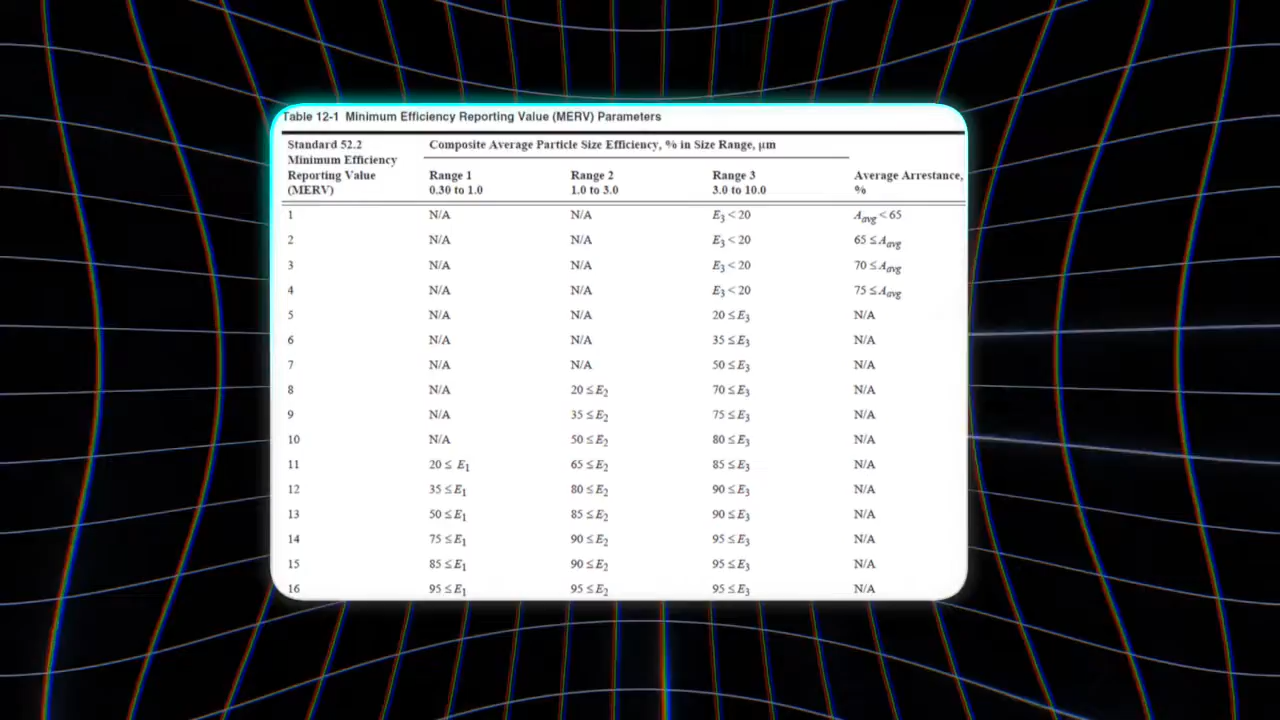 Table 12-1 Minimum Efficiency Reporting Value (MERV) Parameters
Standard 52.2 Minimum Efficiency Reporting Value (MERV)
Composite Average Particle Size Efficiency, % in Size Range, μm
Range 1 0.30 to 1.0
Range 2 1.0 to 3.0
Range 3 3.0 to 10.0
Average Arrestance, %
1 N/A N/A E3 < 20 Aavg < 65
2 N/A N/A E3 < 20 65 ≤ Aavg
3 N/A N/A E3 < 20 70 ≤ Aavg
4 N/A N/A E3 < 20 75 ≤ Aavg
5 N/A N/A 20 ≤ E3 N/A
6 N/A N/A 35 ≤ E3 N/A
7 N/A N/A 50 ≤ E3 N/A
8 N/A 20 ≤ E2 70 ≤ E3 N/A
9 N/A 35 ≤ E2 75 ≤ E3 N/A
10 N/A 50 ≤ E2 80 ≤ E3 N/A
11 20 ≤ E1 65 ≤ E2 85 ≤ E3 N/A
12 35 ≤ E1 80 ≤ E2 90 ≤ E3 N/A
13 50 ≤ E1 85 ≤ E2 90 ≤ E3 N/A
14 75 ≤ E1 90 ≤ E2 95 ≤ E3 N/A
15 85 ≤ E1 90 ≤ E2 95 ≤ E3 N/A
16 95 ≤ E1 95 ≤ E2 95 ≤ E3 N/A